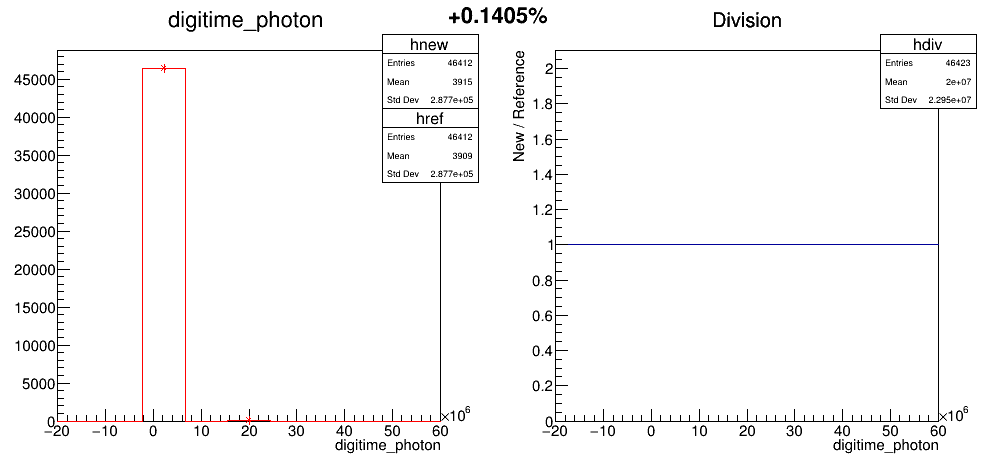 +0.1405%
digitime_photon
hnew
Entries 46412
Mean 3915
Std Dev 2.877e+05
href
Entries 46412
Mean 3909
Std Dev 2.877e+05
45000
40000
35000
30000
25000
20000
15000
10000
5000
0
−20 −10 0 10 20 30 40 50 60
×10^6
digitime_photon
Division
hdiv
Entries 46423
Mean 2e+07
Std Dev 2.295e+07
New / Reference
2
1.8
1.6
1.4
1.2
1
0.8
0.6
0.4
0.2
0
−20 −10 0 10 20 30 40 50 60
×10^6
digitime_photon